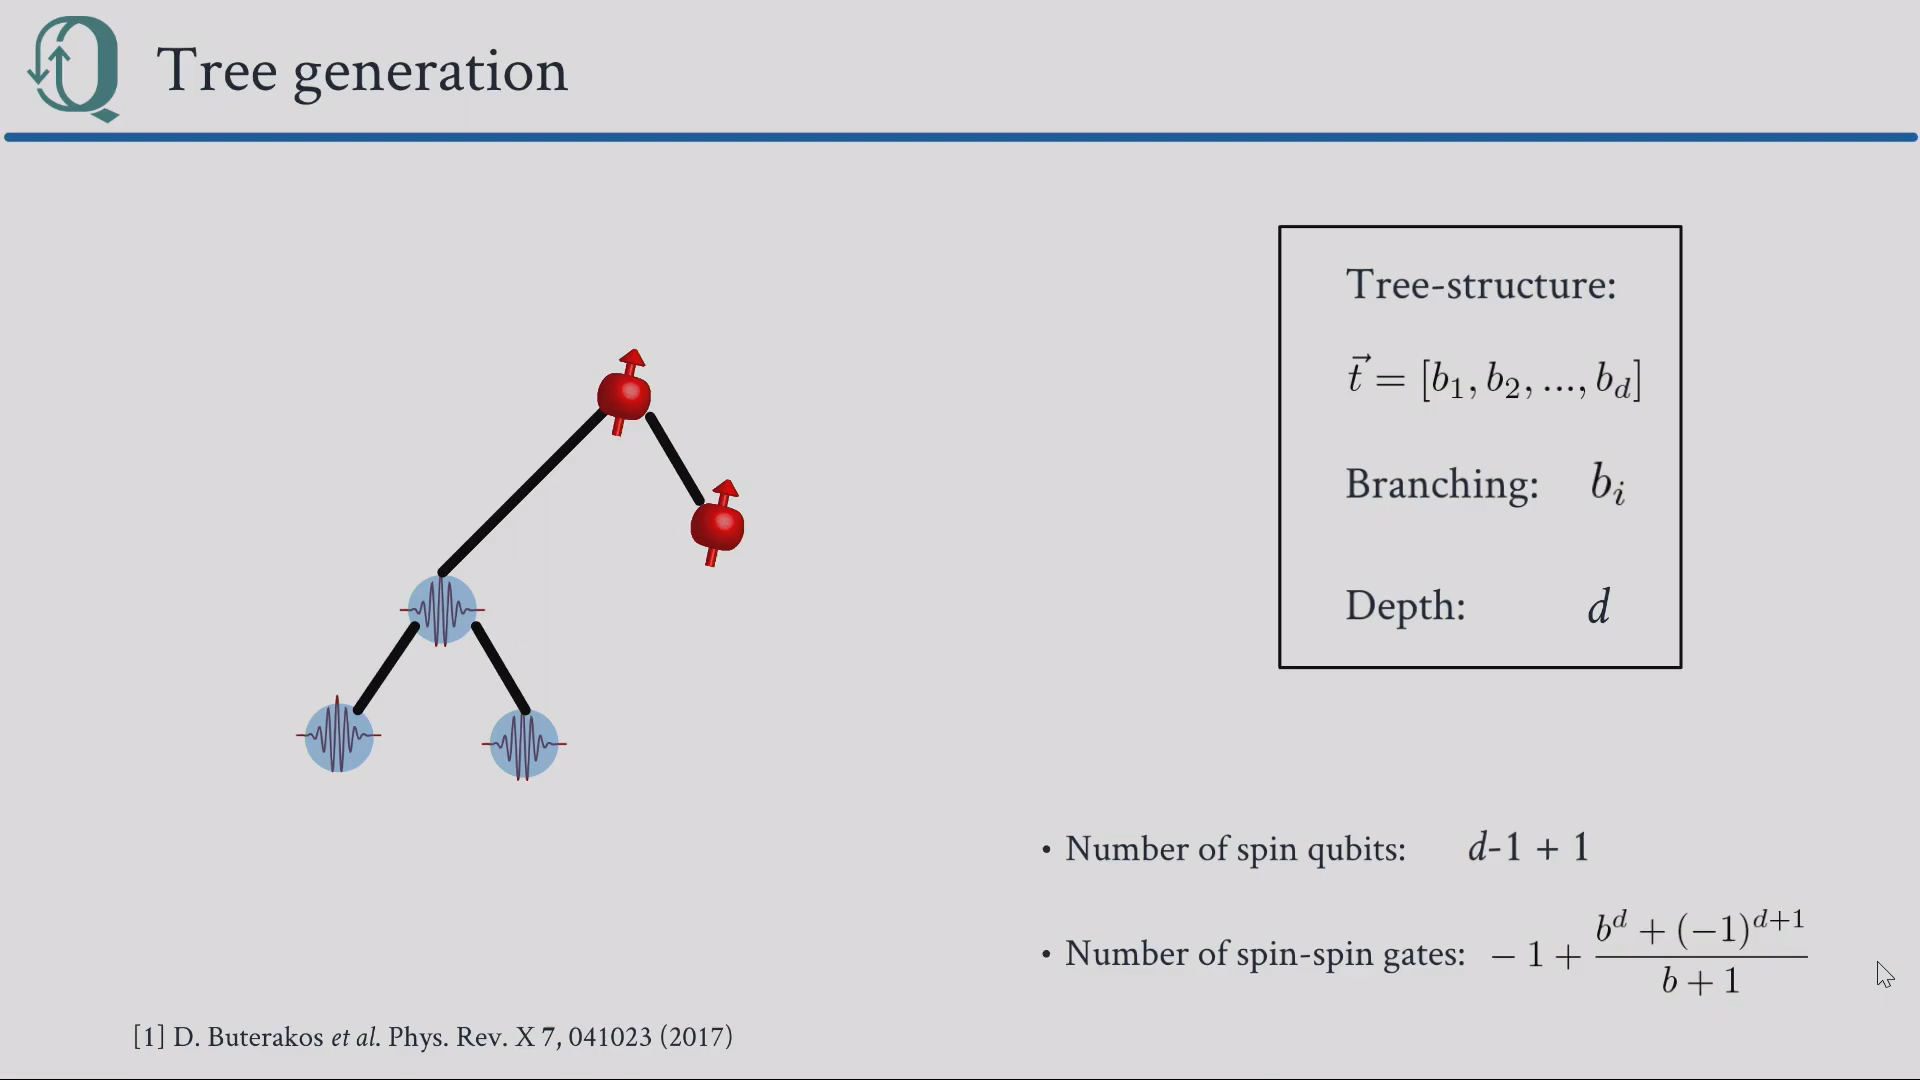 Tree generation
Tree-structure:
$\vec{t} = [b_1, b_2, ..., b_d]$
Branching: $b_i$
Depth: $d$
• Number of spin qubits: d-1 + 1
• Number of spin-spin gates: $-1 + \frac{b^d + (-1)^{d+1}}{b+1}$
[1] D. Buterakos et al. Phys. Rev. X 7, 041023 (2017)